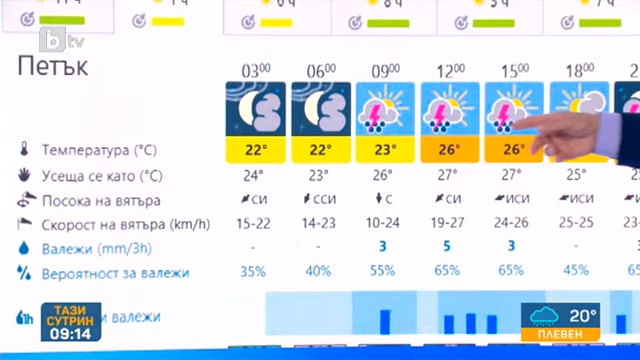 bтv
Петък
03⁰⁰ 06⁰⁰ 09⁰⁰ 12⁰⁰ 15⁰⁰ 18⁰⁰
Температура (°C) 22° 22° 23° 26° 26°
Усеща се като (°C) 24° 23° 26° 27° 27° 25°
Посока на вятъра СИ ССИ С СИ ИСИ ИСИ
Скорост на вятъра (km/h) 15-22 14-23 10-24 19-27 24-26 25-25
Валежи (mm/3h) - - 3 5 3 -
Вероятност за валежи 35% 40% 55% 65% 65% 45%
1h валежи
ТАЗИ
СУТРИН
09:14
20°
ПЛЕВЕН